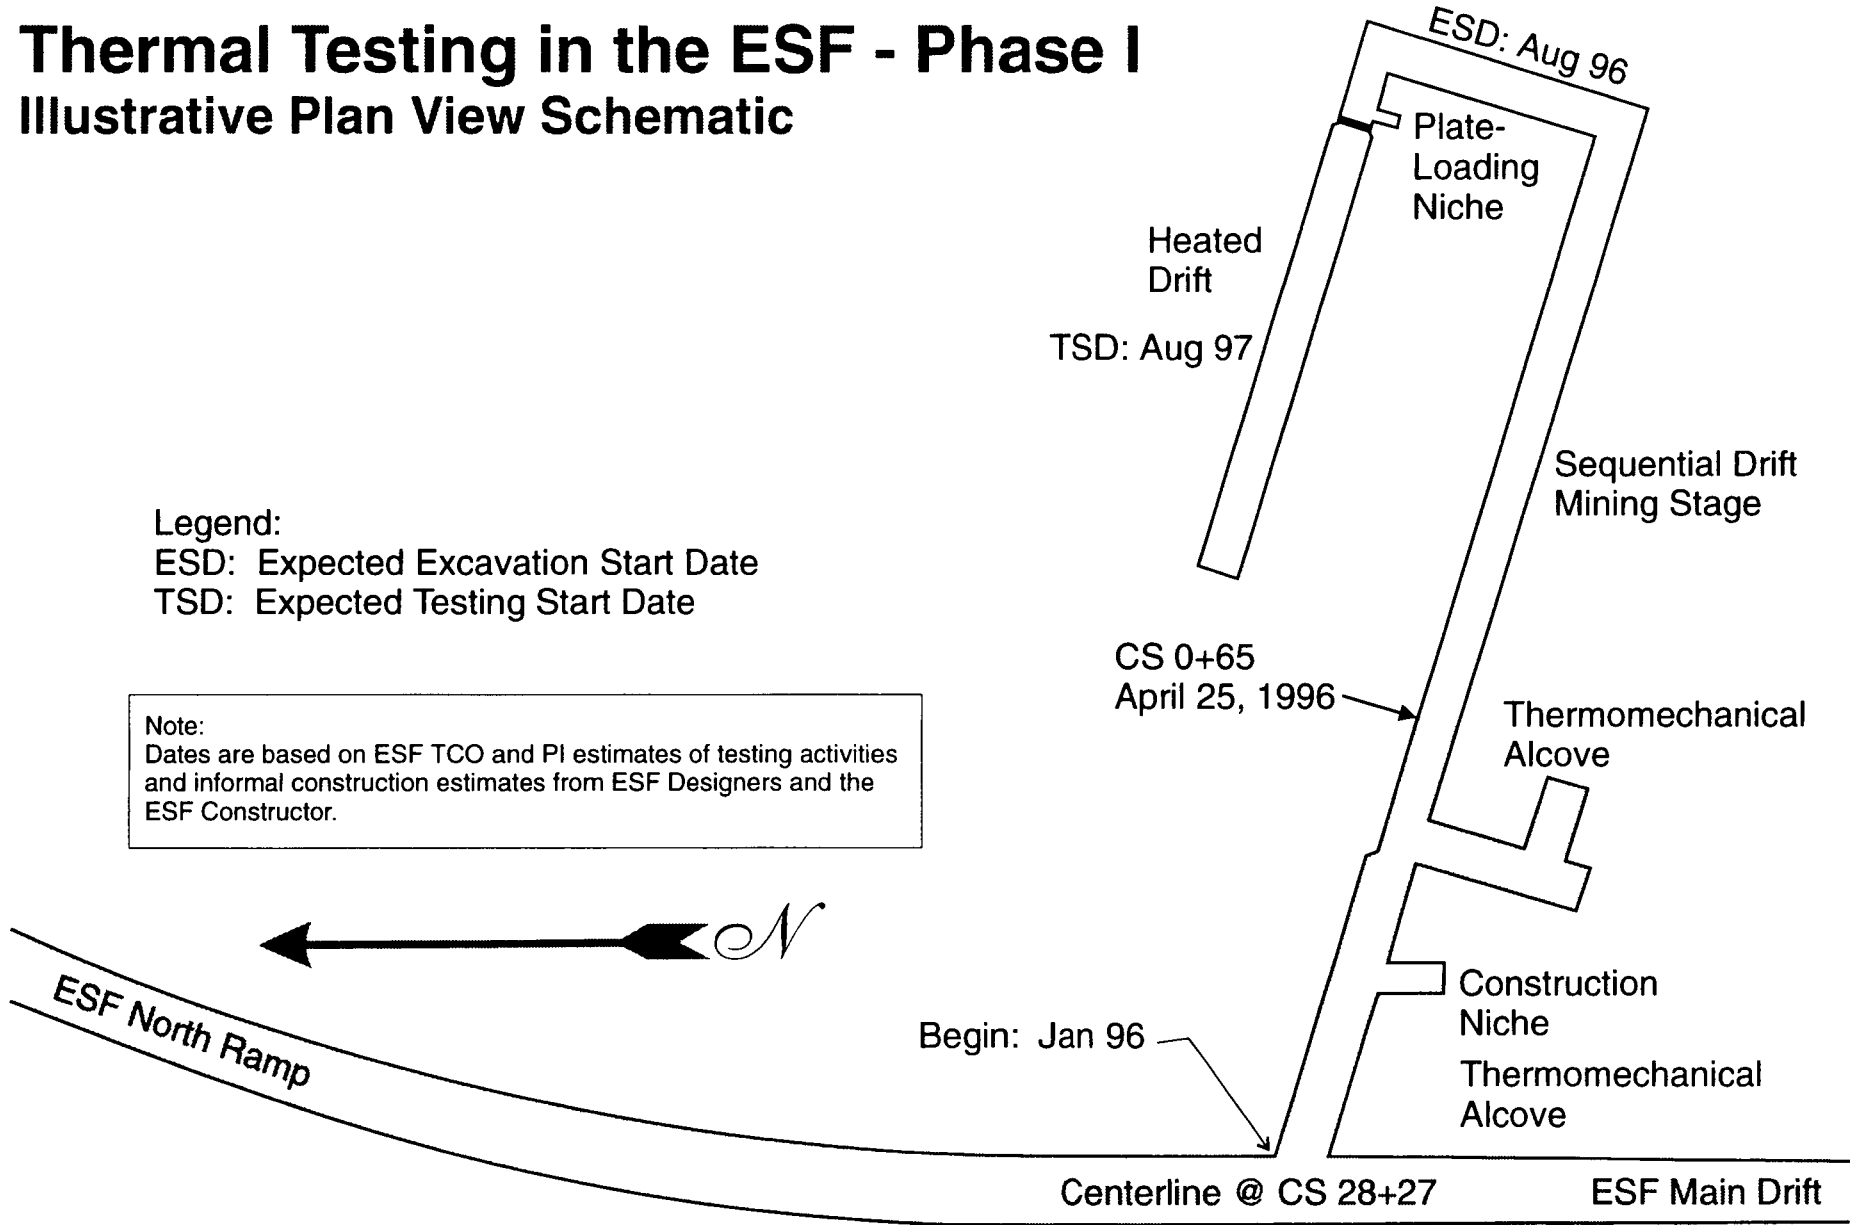 Thermal Testing in the ESF - Phase I
Illustrative Plan View Schematic
ESD: Aug 96
Plate-
Loading
Niche
Heated
Drift
TSD: Aug 97
Sequential Drift
Mining Stage
Legend:
ESD: Expected Excavation Start Date
TSD: Expected Testing Start Date
CS 0+65
April 25, 1996
Thermomechanical
Alcove
Note:
Dates are based on ESF TCO and PI estimates of testing activities
and informal construction estimates from ESF Designers and the
ESF Constructor.
N
ESF North Ramp
Construction
Niche
Begin: Jan 96
Thermomechanical
Alcove
Centerline @ CS 28+27
ESF Main Drift